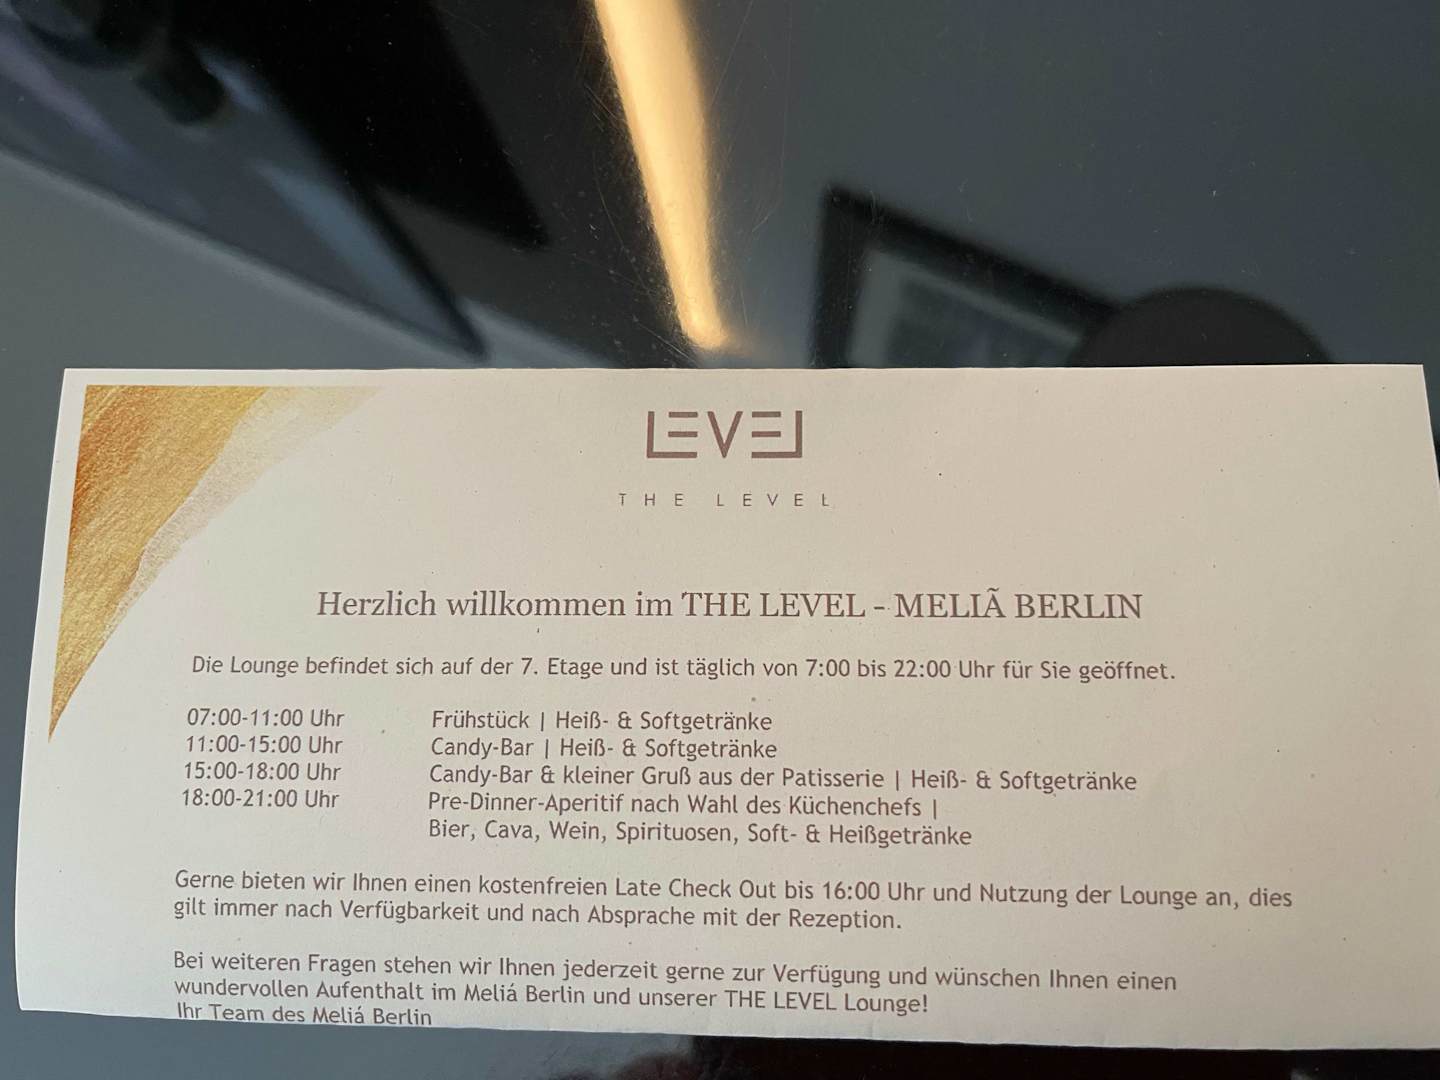 LEVEL
THE LEVEL
Herzlich willkommen im THE LEVEL - MELIÃ BERLIN
Die Lounge befindet sich auf der 7. Etage und ist täglich von 7:00 bis 22:00 Uhr für Sie geöffnet.
07:00-11:00 Uhr Frühstück | Heiß- & Softgetränke
11:00-15:00 Uhr Candy-Bar | Heiß- & Softgetränke
15:00-18:00 Uhr Candy-Bar & kleiner Gruß aus der Patisserie | Heiß- & Softgetränke
18:00-21:00 Uhr Pre-Dinner-Aperitif nach Wahl des Küchenchefs |
Bier, Cava, Wein, Spirituosen, Soft- & Heißgetränke
Gerne bieten wir Ihnen einen kostenfreien Late Check Out bis 16:00 Uhr und Nutzung der Lounge an, dies
gilt immer nach Verfügbarkeit und nach Absprache mit der Rezeption.
Bei weiteren Fragen stehen wir Ihnen jederzeit gerne zur Verfügung und wünschen Ihnen einen
wundervollen Aufenthalt im Meliá Berlin und unserer THE LEVEL Lounge!
Ihr Team des Meliá Berlin